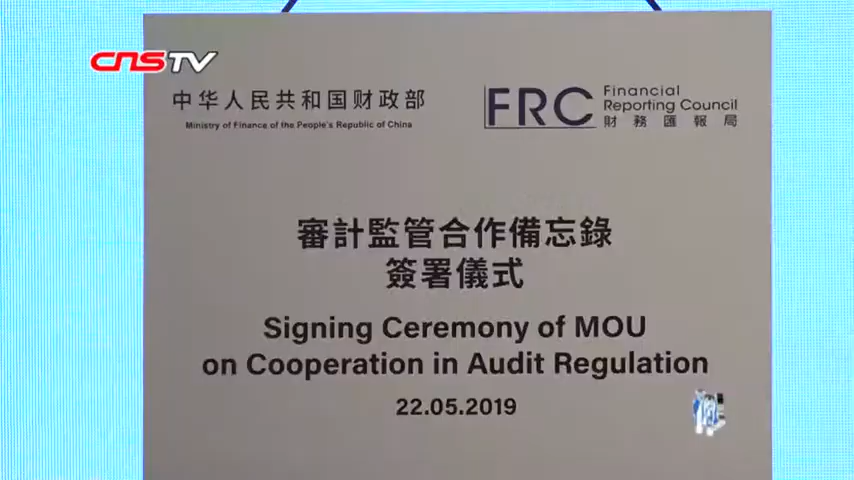 CNSTV
中华人民共和国财政部
Ministry of Finance of the People's Republic of China
FRC
Financial
Reporting Council
財務匯報局
審計監管合作備忘錄
簽署儀式
Signing Ceremony of MOU
on Cooperation in Audit Regulation
22.05.2019